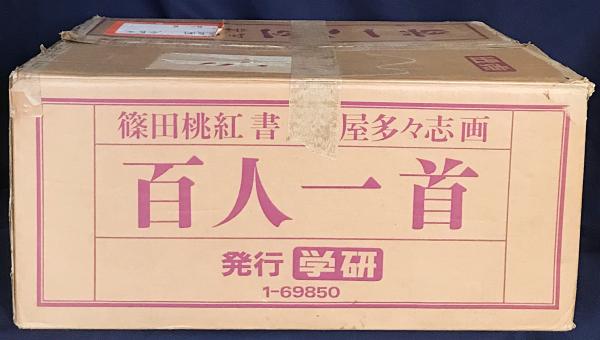 篠田桃紅 書 屋多々志 画
百人一首
発行 学研
1-69850